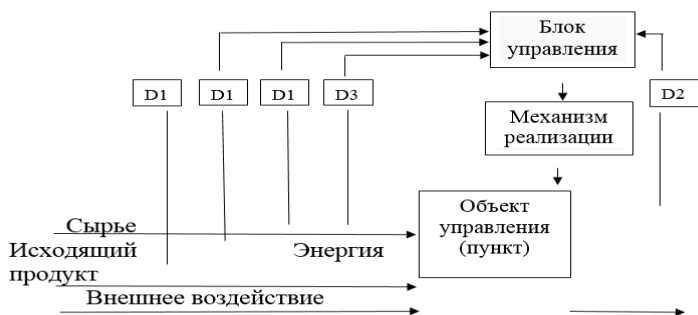 Блок
управления
D1
D1
D1
D3
D2
Механизм
реализации
Объект
управления
(пункт)
Сырье
Исходящий
Энергия
продукт
Внешнее воздействие